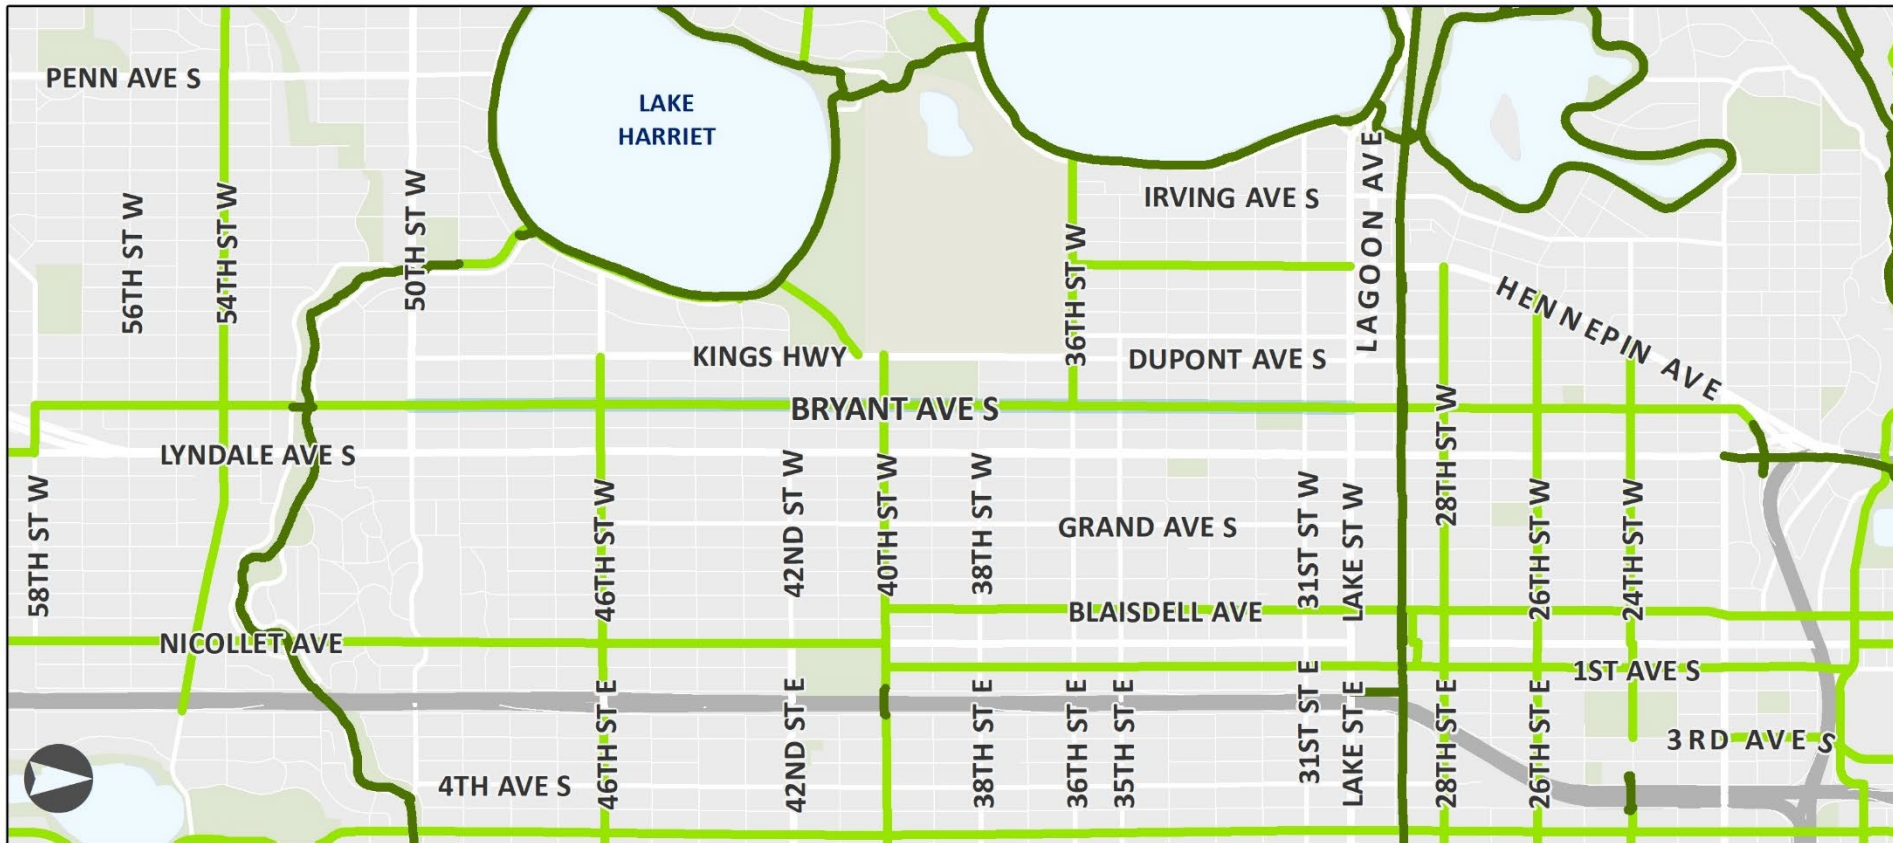 PENN AVE S
LAKE
HARRIET
56TH ST W
54TH ST W
50TH ST W
IRVING AVE S
36TH ST W
LAGOON AVE
HENNEPIN AVE
KINGS HWY
DUPONT AVE S
BRYANT AVE S
LYNDALE AVE S
58TH ST W
46TH ST W
42ND ST W
40TH ST W
38TH ST W
GRAND AVE S
31ST ST W
LAKE ST W
28TH ST W
26TH ST W
24TH ST W
BLAISDELL AVE
NICOLLET AVE
1ST AVE S
46TH ST E
42ND ST E
38TH ST E
36TH ST E
35TH ST E
31ST ST E
LAKE ST E
28TH ST E
26TH ST E
3RD AVE S
4TH AVE S